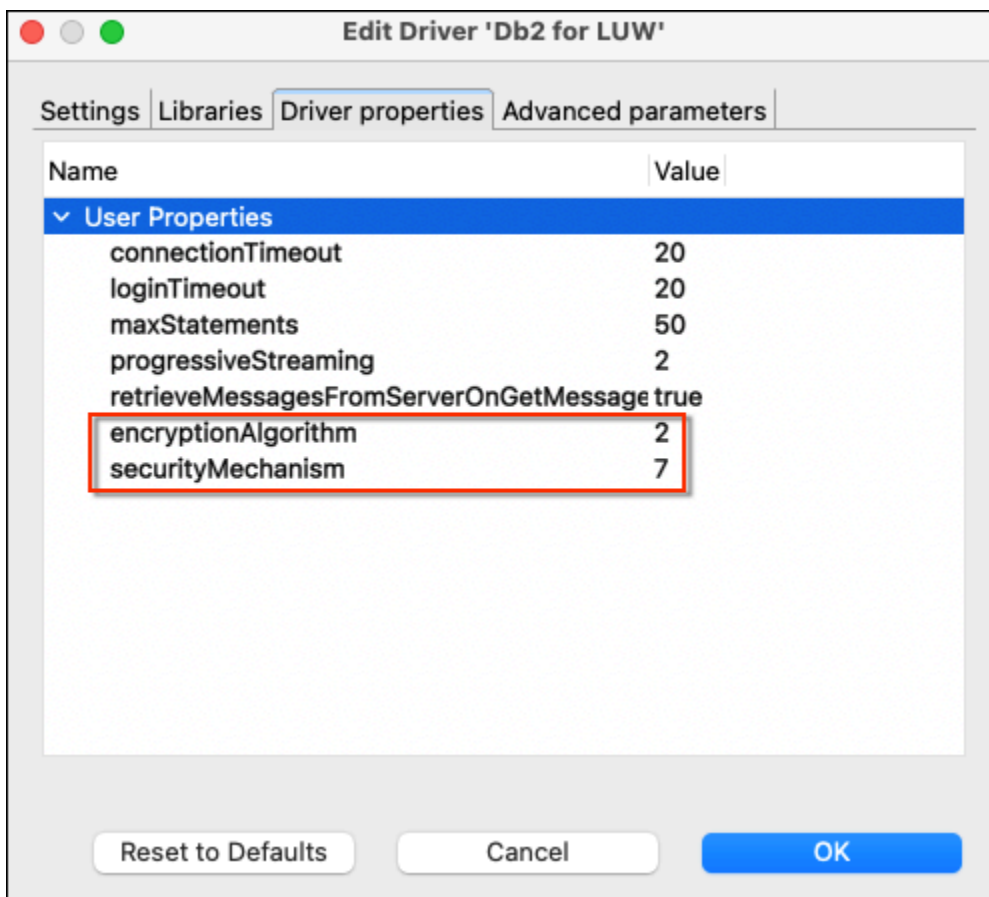 Edit Driver 'Db2 for LUW'
Settings Libraries Driver properties Advanced parameters
Name Value
User Properties
connectionTimeout 20
loginTimeout 20
maxStatements 50
progressiveStreaming 2
retrieveMessagesFromServerOnGetMessage true
encryptionAlgorithm 2
securityMechanism 7
Reset to Defaults Cancel OK